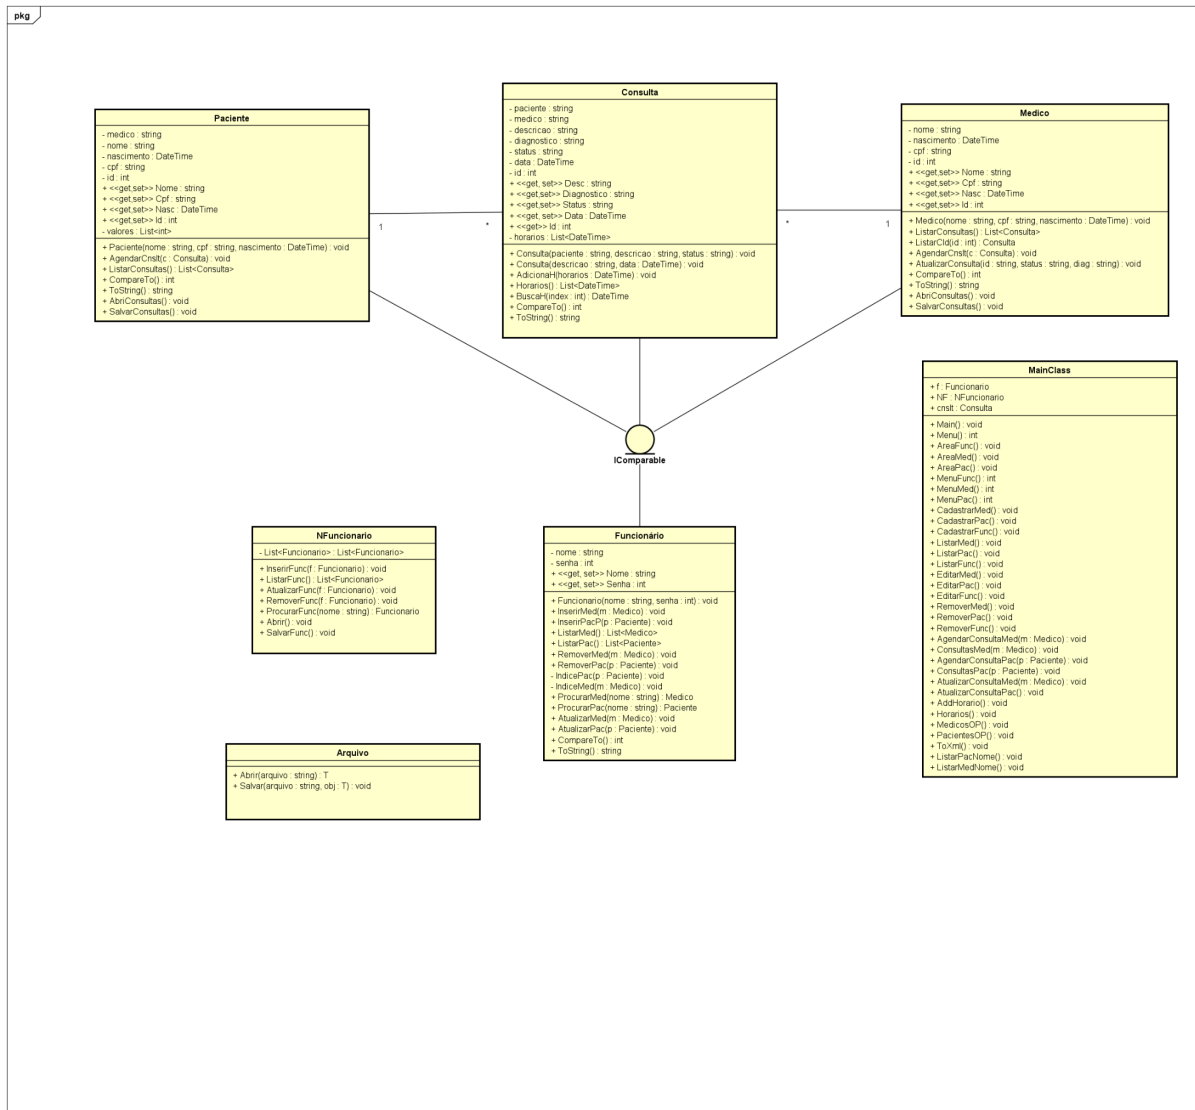 pkg
Paciente
- medico : string
- nome : string
- nascimento : DateTime
- cpf : string
- id : int
+ <<get,set>> Nome : string
+ <<get,set>> Cpf : string
+ <<get,set>> Nasc : DateTime
+ <<get,set>> Id : int
- valores : List<int>
+ Paciente(nome : string, cpf : string, nascimento : DateTime) : void
+ AgendarCnslt(c : Consulta) : void
+ ListarConsultas() : List<Consulta>
+ CompareTo() : int
+ ToString() : string
+ AbriConsultas() : void
+ SalvarConsultas() : void
1
*
Consulta
- paciente : string
- medico : string
- descricao : string
- diagnostico : string
- status : string
- data : DateTime
- id : int
+ <<get, set>> Desc : string
+ <<get,set>> Diagnostico : string
+ <<get,set>> Status : string
+ <<get, set>> Data : DateTime
+ <<get>> Id : int
- horarios : List<DateTime>
+ Consulta(paciente : string, descricao : string, status : string) : void
+ Consulta(descricao : string, data : DateTime) : void
+ AdicionaH(horarios : DateTime) : void
+ Horarios() : List<DateTime>
+ BuscaH(index : int) : DateTime
+ CompareTo() : int
+ ToString() : string
*
1
Medico
- nome : string
- nascimento : DateTime
- cpf : string
- id : int
+ <<get,set>> Nome : string
+ <<get,set>> Cpf : string
+ <<get,set>> Nasc : DateTime
+ <<get,set>> Id : int
+ Medico(nome : string, cpf : string, nascimento : DateTime) : void
+ ListarConsultas() : List<Consulta>
+ ListarCId(id : int) : Consulta
+ AgendarCnslt(c : Consulta) : void
+ AtualizarConsulta(id : string, status : string, diag : string) : void
+ CompareTo() : int
+ ToString() : string
+ AbriConsultas() : void
+ SalvarConsultas() : void
IComparable
MainClass
+ f : Funcionario
+ NF : NFuncionario
+ cnslt : Consulta
+ Main() : void
+ Menu() : int
+ AreaFunc() : void
+ AreaMed() : void
+ AreaPac() : void
+ MenuFunc() : int
+ MenuMed() : int
+ MenuPac() : int
+ CadastrarMed() : void
+ CadastrarPac() : void
+ CadastrarFunc() : void
+ ListarMed() : void
+ ListarPac() : void
+ ListarFunc() : void
+ EditarMed() : void
+ EditarPac() : void
+ EditarFunc() : void
+ RemoverMed() : void
+ RemoverPac() : void
+ RemoverFunc() : void
+ AgendarConsultaMed(m : Medico) : void
+ ConsultasMed(m : Medico) : void
+ AgendarConsultaPac(p : Paciente) : void
+ ConsultasPac(p : Paciente) : void
+ AtualizarConsultaMed(m : Medico) : void
+ AtualizarConsultaPac() : void
+ AddHorario() : void
+ Horarios() : void
+ MedicosOP() : void
+ PacientesOP() : void
+ ToXml() : void
+ ListarPacNome() : void
+ ListarMedNome() : void
NFuncionario
- List<Funcionario> : List<Funcionario>
+ InserirFunc(f : Funcionario) : void
+ ListarFunc() : List<Funcionario>
+ AtualizarFunc(f : Funcionario) : void
+ RemoverFunc(f : Funcionario) : void
+ ProcurarFunc(nome : string) : Funcionario
+ Abrir() : void
+ SalvarFunc() : void
Funcionário
- nome : string
- senha : int
+ <<get, set>> Nome : string
+ <<get, set>> Senha : int
+ Funcionario(nome : string, senha : int) : void
+ InserirMed(m : Medico) : void
+ InserirPacP(p : Paciente) : void
+ ListarMed() : List<Medico>
+ ListarPac() : List<Paciente>
+ RemoverMed(m : Medico) : void
+ RemoverPac(p : Paciente) : void
- IndicePac(p : Paciente) : void
- IndiceMed(m : Medico) : void
+ ProcurarMed(nome : string) : Medico
+ ProcurarPac(nome : string) : Paciente
+ AtualizarMed(m : Medico) : void
+ AtualizarPac(p : Paciente) : void
+ CompareTo() : int
+ ToString() : string
Arquivo
+ Abrir(arquivo : string) : T
+ Salvar(arquivo : string, obj : T) : void